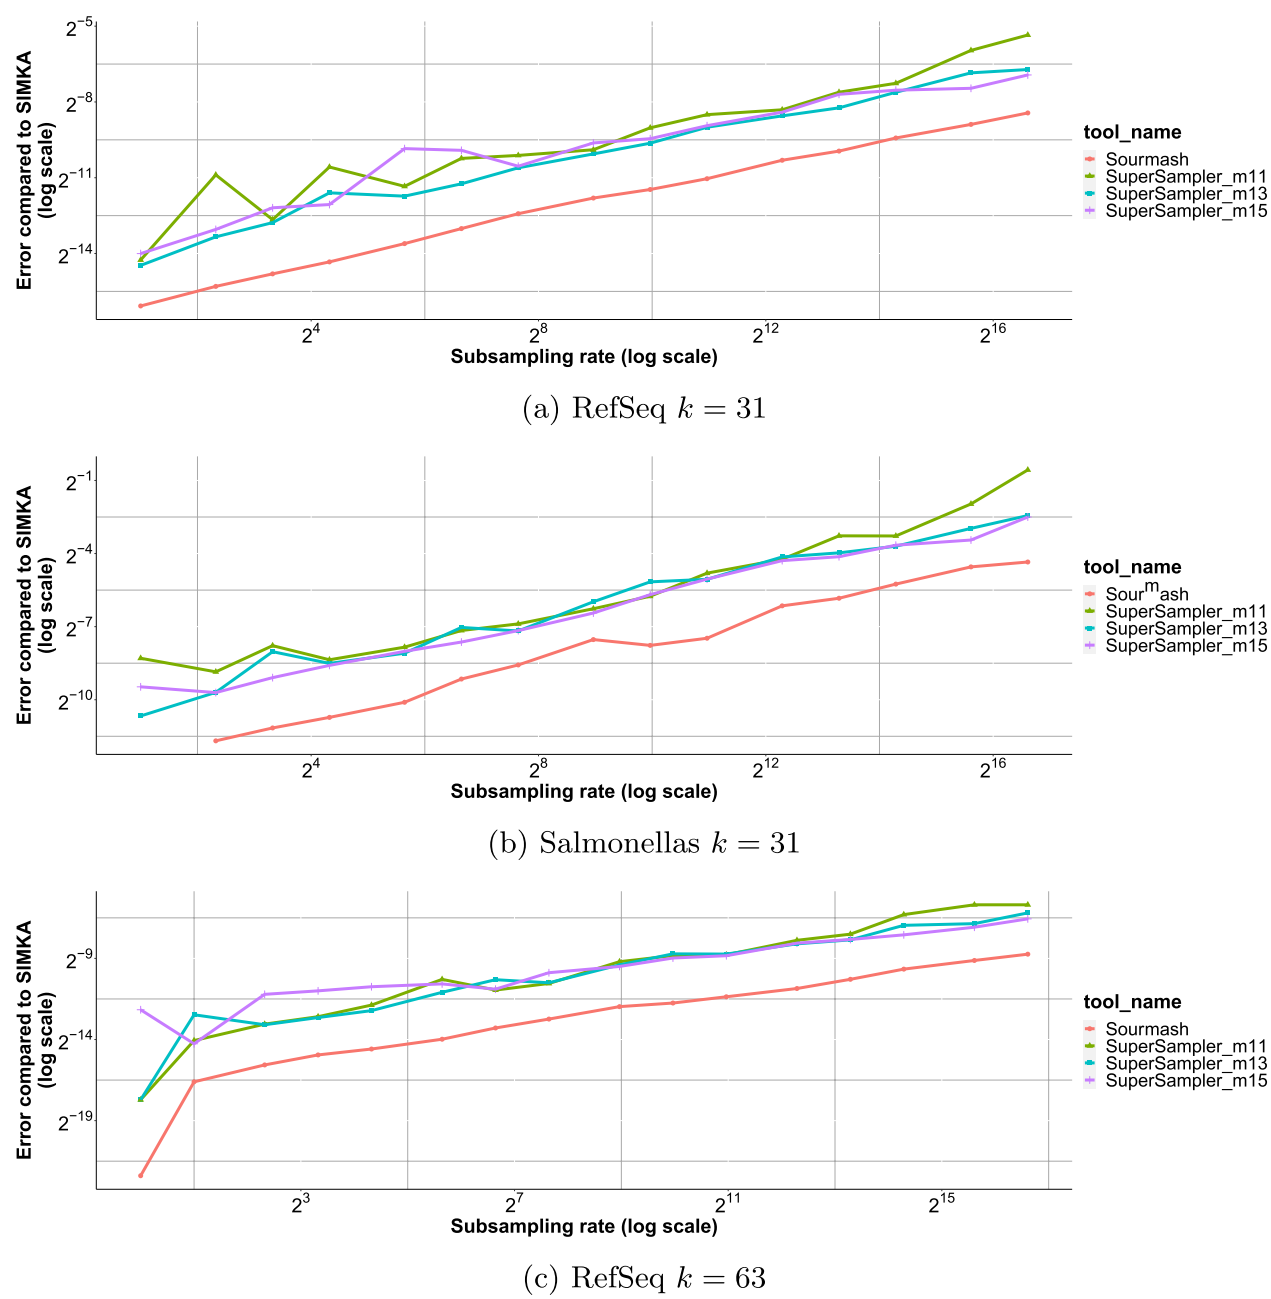 2^−5
2^−8
2^−11
2^−14
Error compared to SIMKA
(log scale)
2^4
2^8
2^12
2^16
Subsampling rate (log scale)
tool_name
Sourmash
SuperSampler_m11
SuperSampler_m13
SuperSampler_m15
(a) RefSeq k = 31
2^−1
2^−4
2^−7
2^−10
Error compared to SIMKA
(log scale)
2^4
2^8
2^12
2^16
Subsampling rate (log scale)
tool_name
Sour^mash
SuperSampler_m11
SuperSampler_m13
SuperSampler_m15
(b) Salmonellas k = 31
2^−9
2^−14
2^−19
Error compared to SIMKA
(log scale)
2^3
2^7
2^11
2^15
Subsampling rate (log scale)
tool_name
Sourmash
SuperSampler_m11
SuperSampler_m13
SuperSampler_m15
(c) RefSeq k = 63